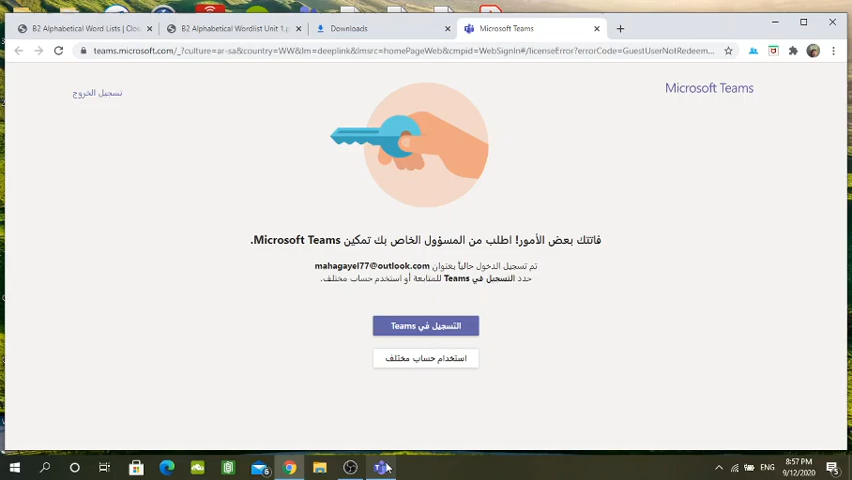 B2 Alphabetical Word Lists | Cloc
B2 Alphabetical Wordlist Unit 1.p
Downloads
Microsoft Teams
teams.microsoft.com/_?culture=ar-sa&country=WW&lm=deeplink&lmsrc=homePageWeb&cmpid=WebSignIn#/licenseError?errorCode=GuestUserNotRedeem...
Microsoft Teams
تسجيل الخروج
فاتتك بعض الأمور! اطلب من المسؤول الخاص بك تمكين Microsoft Teams.
تم تسجيل الدخول حالياً بعنوان mahagayel77@outlook.com
حدد التسجيل في Teams للمتابعة أو استخدم حساب مختلف.
التسجيل في Teams
استخدام حساب مختلف
ENG
8:57 PM
9/12/2020